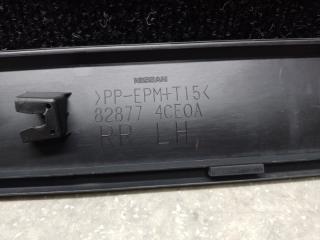 NISSAN
>PP-EPM+T15<
82877 4CE0A
RR LH